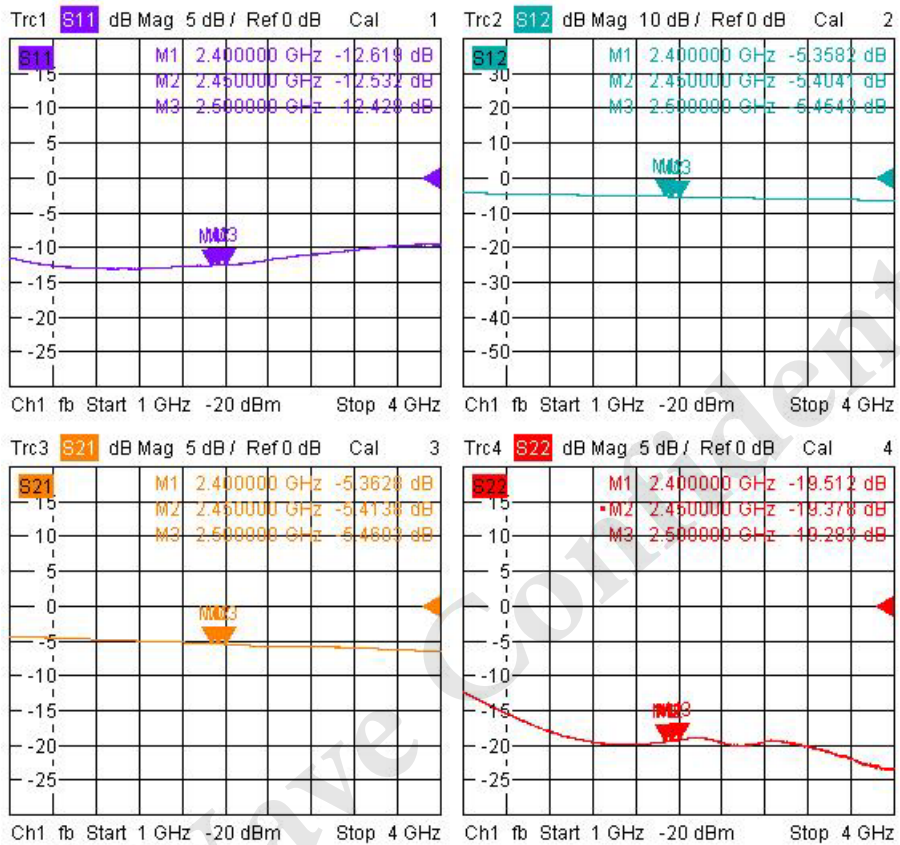 Trc1 S11 dB Mag 5 dB / Ref 0 dB Cal 1
S11
M1 2.400000 GHz -12.619 dB
M2 2.450000 GHz -12.532 dB
M3 2.500000 GHz -12.428 dB
15
10
5
0
-5
-10
-15
-20
-25
M3
Ch1 fb Start 1 GHz -20 dBm Stop 4 GHz
Trc2 S12 dB Mag 10 dB / Ref 0 dB Cal 2
S12
M1 2.400000 GHz -5.3582 dB
M2 2.450000 GHz -5.4041 dB
M3 2.500000 GHz -5.4543 dB
30
20
10
0
-10
-20
-30
-40
-50
M3
Ch1 fb Start 1 GHz -20 dBm Stop 4 GHz
Trc3 S21 dB Mag 5 dB / Ref 0 dB Cal 3
S21
M1 2.400000 GHz -5.3628 dB
M2 2.450000 GHz -5.4138 dB
M3 2.500000 GHz -5.4603 dB
15
10
5
0
-5
-10
-15
-20
-25
M3
Ch1 fb Start 1 GHz -20 dBm Stop 4 GHz
Trc4 S22 dB Mag 5 dB / Ref 0 dB Cal 4
S22
M1 2.400000 GHz -19.512 dB
•M2 2.450000 GHz -19.378 dB
M3 2.500000 GHz -19.283 dB
15
10
5
0
-5
-10
-15
-20
-25
M3
Ch1 fb Start 1 GHz -20 dBm Stop 4 GHz
Wave Confident